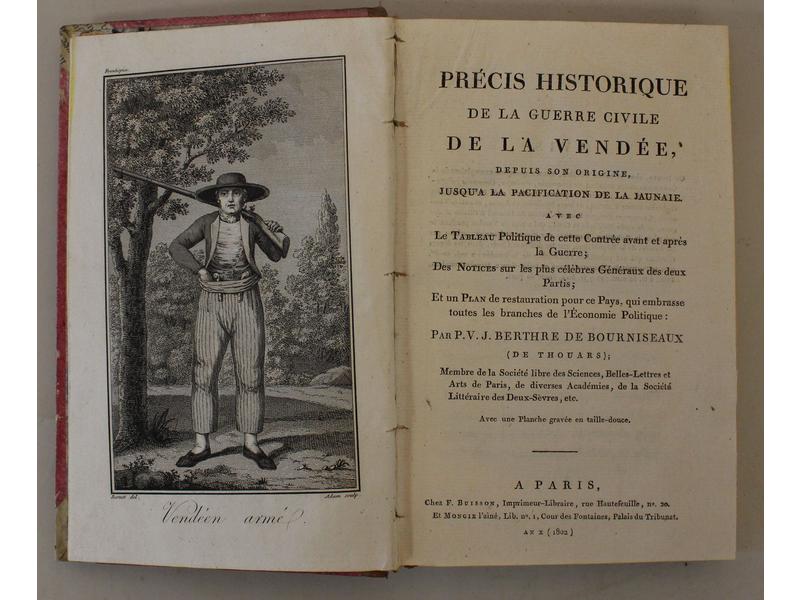 Frontispice.
Benoit del.
Adam sculp.
Vendéen armé.
PRÉCIS HISTORIQUE
DE LA GUERRE CIVILE
DE LA VENDÉE,
DEPUIS SON ORIGINE,
JUSQU'A LA PACIFICATION DE LA JAUNAIE.
AVEC
Le Tableau Politique de cette Contrée avant et après
la Guerre;
Des Notices sur les plus célèbres Généraux des deux
Partis;
Et un Plan de restauration pour ce Pays, qui embrasse
toutes les branches de l'Économie Politique:
Par P. V. J. BERTHRE DE BOURNISEAUX
(DE THOUARS);
Membre de la Société libre des Sciences, Belles-Lettres et
Arts de Paris, de diverses Académies, de la Société
Littéraire des Deux-Sèvres, etc.
Avec une Planche gravée en taille-douce.
A PARIS,
Chez F. Buisson, Imprimeur-Libraire, rue Hautefeuille, nº. 20.
Et Mongie l'aîné, Lib. nº. 1, Cour des Fontaines, Palais du Tribunat.
AN X (1802)